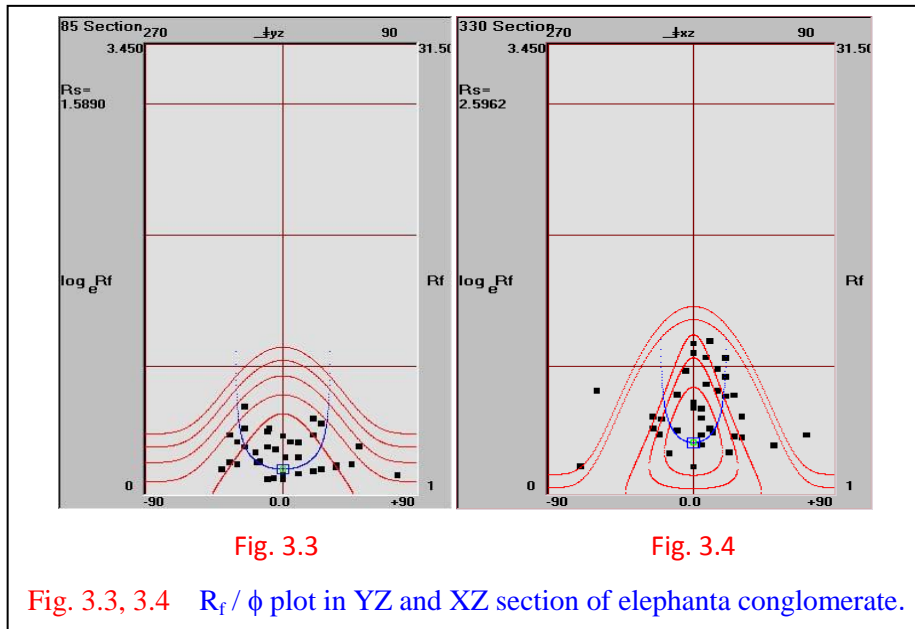 85 Section
270 yz 90
3.450 31.50
Rs=
1.5890
log e Rf Rf
0 1
-90 0.0 +90
330 Section
270 xz 90
3.450 31.50
Rs=
2.5962
log e Rf Rf
0 1
-90 0.0 +90
Fig. 3.3 Fig. 3.4
Fig. 3.3, 3.4 Rf / ϕ plot in YZ and XZ section of elephanta conglomerate.